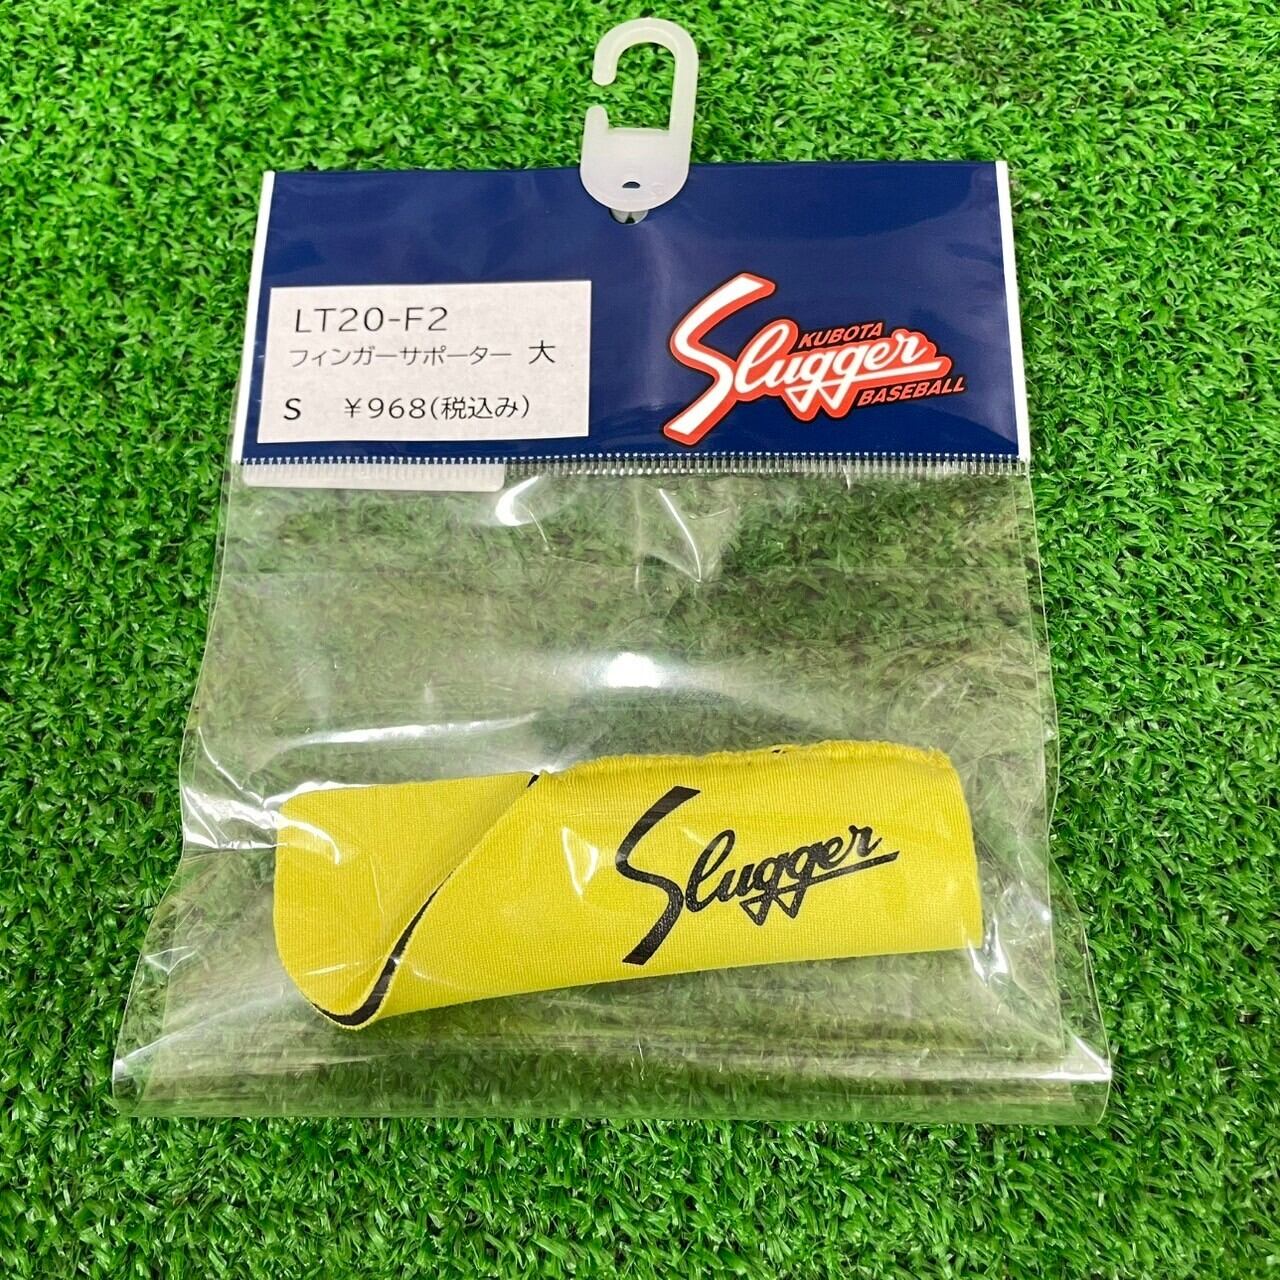 LT20-F2
フィンガーサポーター 大
S ￥968(税込み)
KUBOTA
Slugger
BASEBALL
Slugger